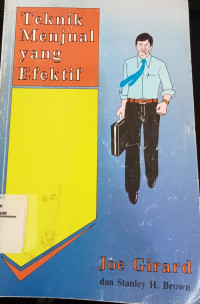 Teknik
Menjual
yang
Efektif
Joe Girard
dan Stanley H. Brown